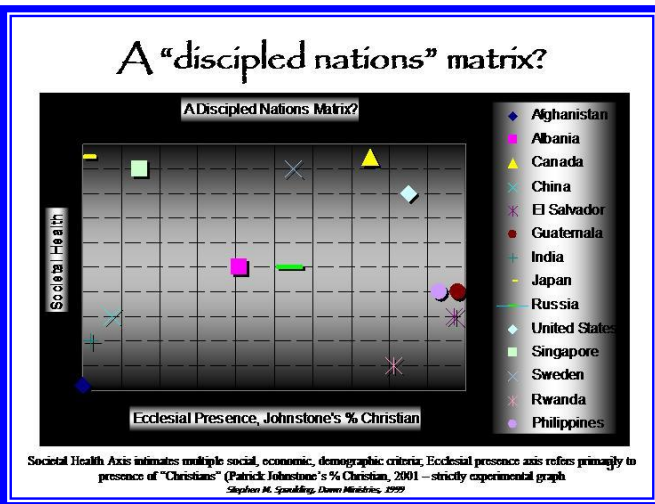 A “discipled nations” matrix?
A Discipled Nations Matrix?
Societal Health
Afghanistan
Albania
Canada
China
El Salvador
Guatemala
India
Japan
Russia
United States
Singapore
Sweden
Rwanda
Philippines
Ecclesial Presence, Johnstone's % Christian
Societal Health Axis intimates multiple social, economic, demographic criteria; Ecclesial presence axis refers primarily to
presence of “Christians” (Patrick Johnstone’s % Christian, 2001 – strictly experimental graph
Stephen M. Spaulding, Dawn Ministries, 1999